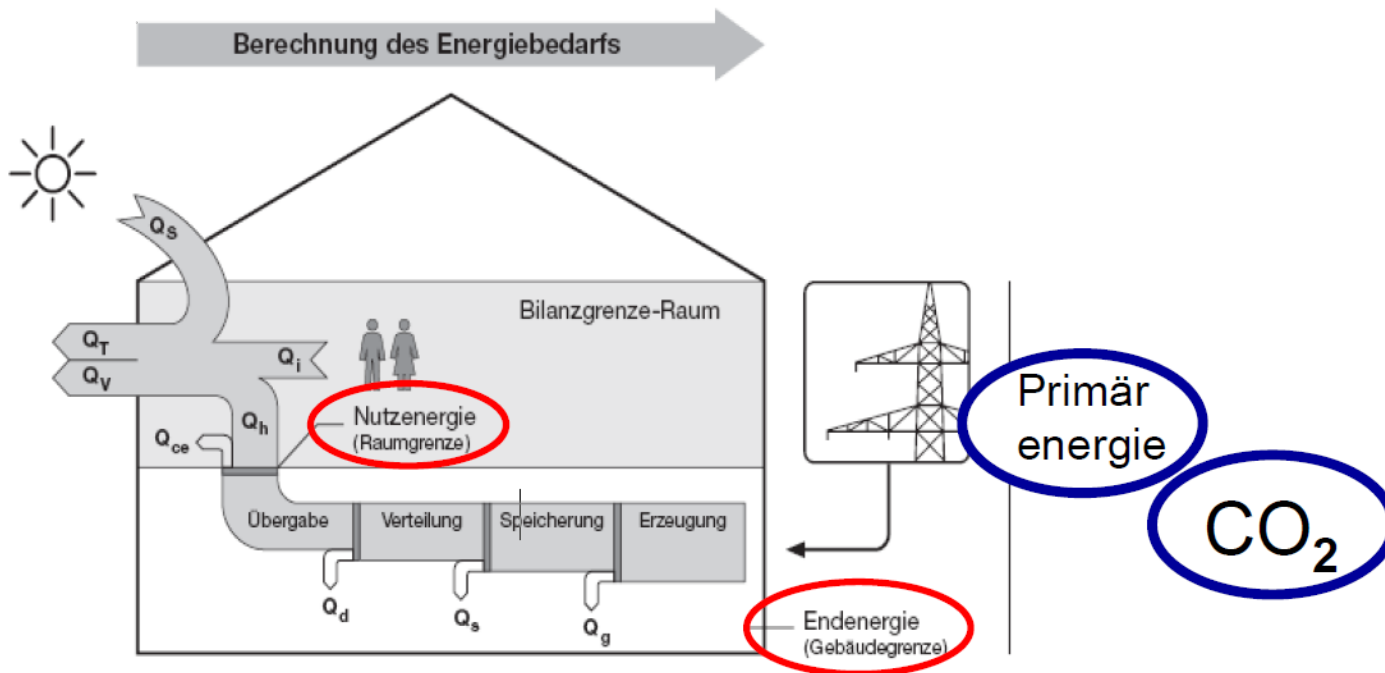 Berechnung des Energiebedarfs
QS
Bilanzgrenze-Raum
QT
Qi
QV
Primär
energie
Qh
Nutzenergie
(Raumgrenze)
Qce
CO2
Übergabe
Verteilung
Speicherung
Erzeugung
Qd
Qs
Qg
Endenergie
(Gebäudegrenze)